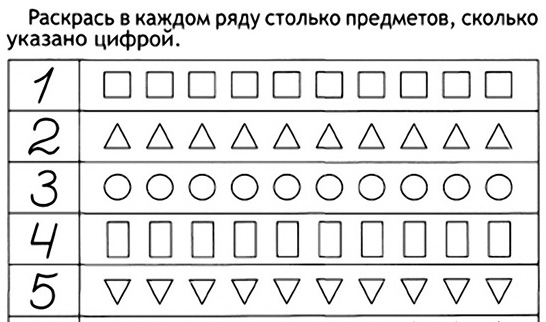 Раскрась в каждом ряду столько предметов, сколько
указано цифрой.
1
2
3
4
5